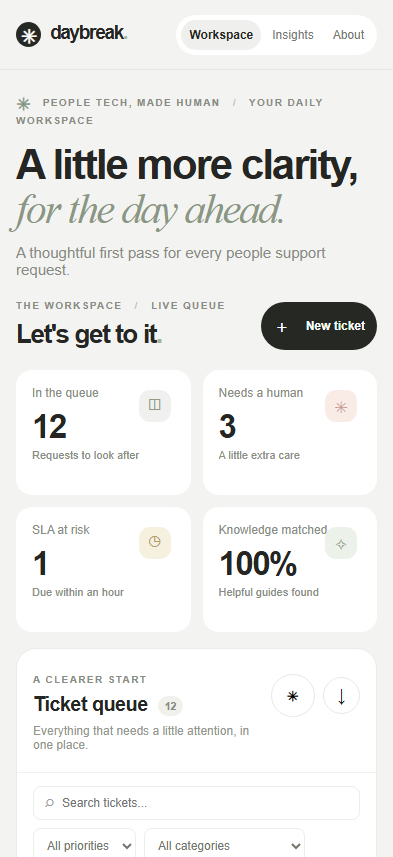 daybreak.
Workspace Insights About
PEOPLE TECH, MADE HUMAN / YOUR DAILY
WORKSPACE
A little more clarity,
for the day ahead.
A thoughtful first pass for every people support
request.
THE WORKSPACE / LIVE QUEUE
Let's get to it.
+ New ticket
In the queue
12
Requests to look after
Needs a human
3
A little extra care
SLA at risk
1
Due within an hour
Knowledge matched
100%
Helpful guides found
A CLEARER START
Ticket queue 12
Everything that needs a little attention, in
one place.
Search tickets...
All priorities
All categories